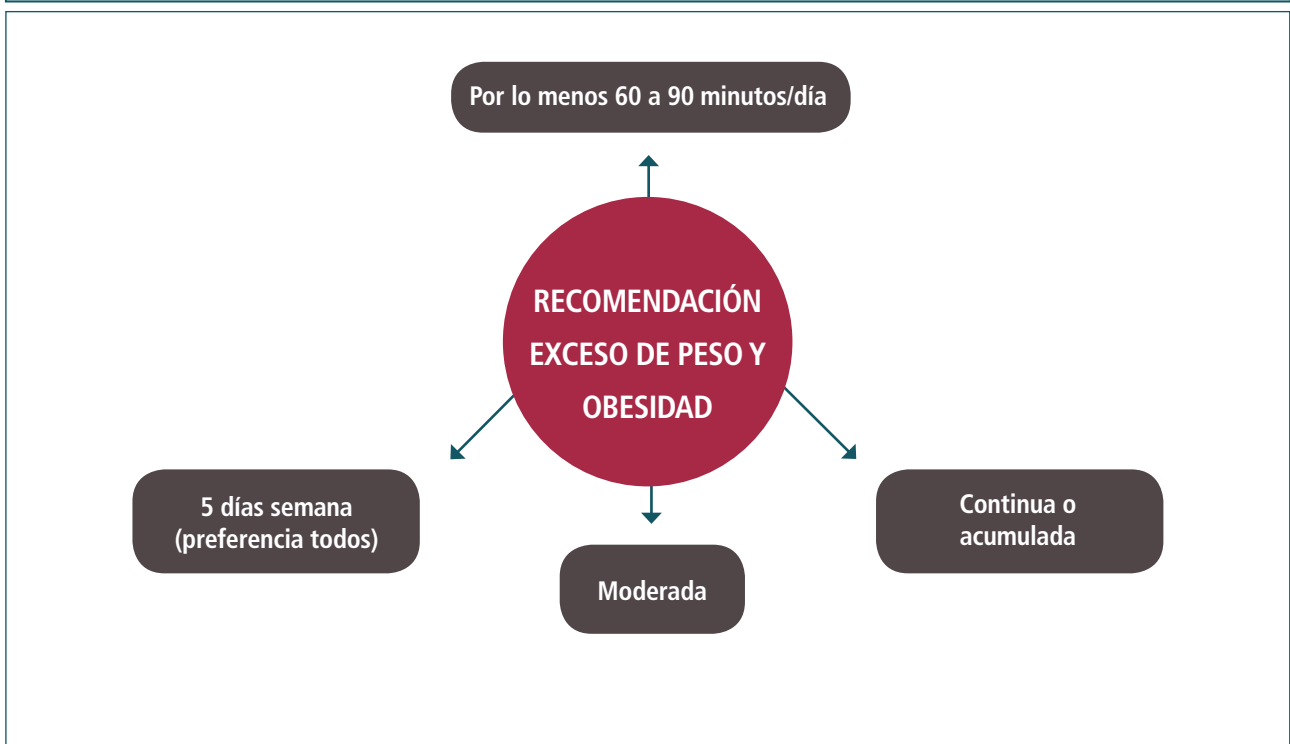 Por lo menos 60 a 90 minutos/día
RECOMENDACIÓN
EXCESO DE PESO Y
OBESIDAD
5 días semana
(preferencia todos)
Moderada
Continua o
acumulada